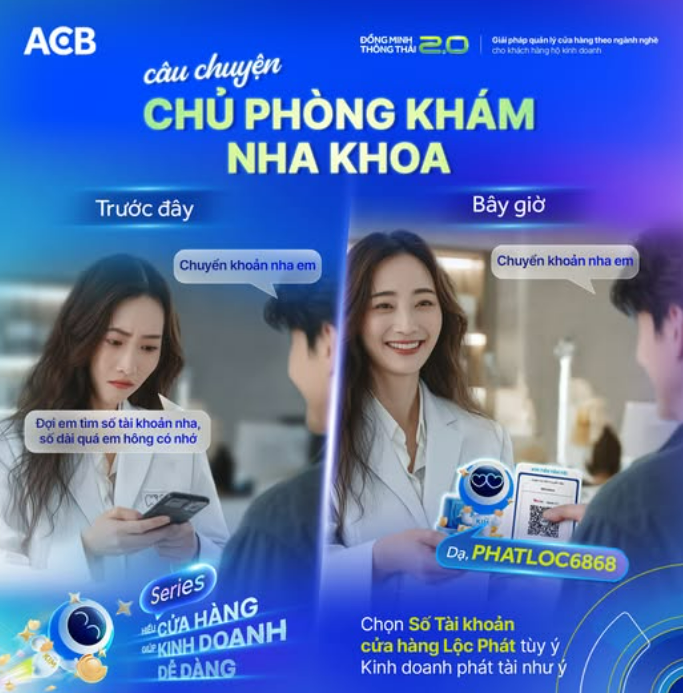 ACB
ĐỒNG MINH
THÔNG THÁI 2.0
Giải pháp quản lý cửa hàng theo ngành nghề
cho khách hàng hộ kinh doanh
câu chuyện
CHỦ PHÒNG KHÁM
NHA KHOA
Trước đây
Chuyển khoản nha em
Đợi em tìm số tài khoản nha,
số dài quá em hông có nhớ
Bây giờ
Chuyển khoản nha em
Dạ, PHATLOC6868
Series
HIỂU CỬA HÀNG
GIÚP KINH DOANH
DỄ DÀNG
Chọn Số Tài khoản
cửa hàng Lộc Phát tùy ý
Kinh doanh phát tài như ý